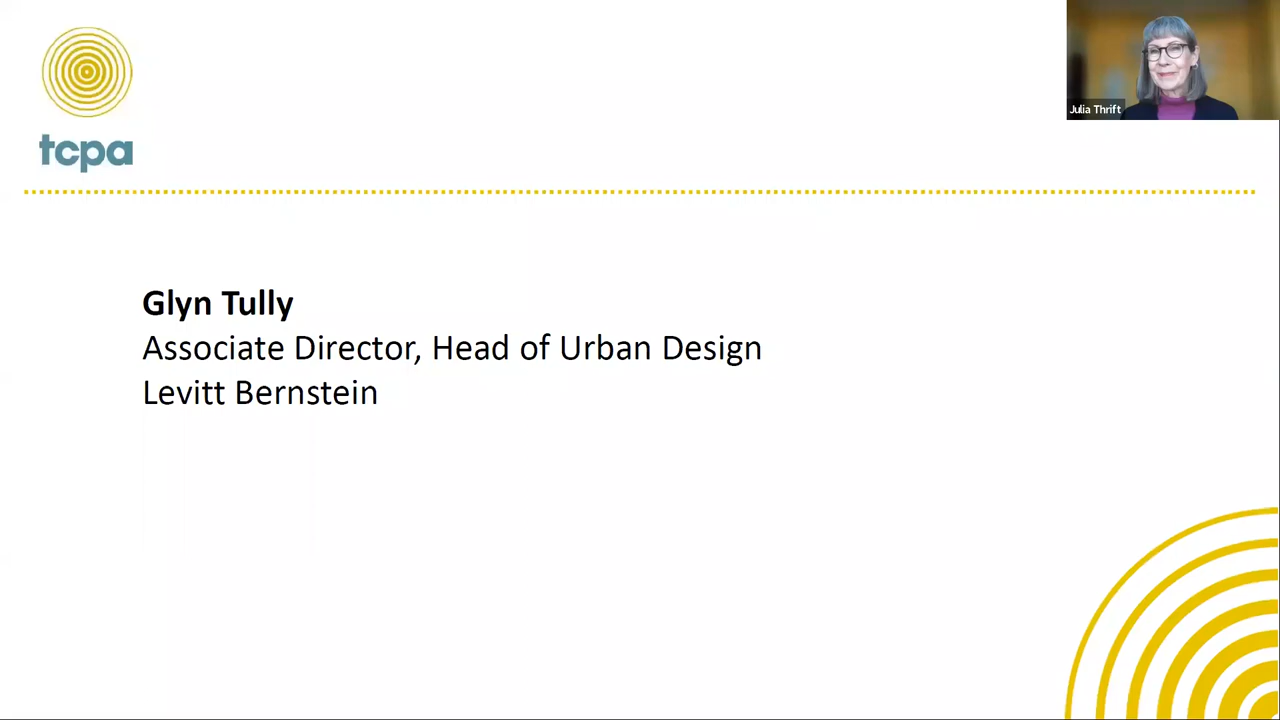 tcpa
Julia Thrift
Glyn Tully
Associate Director, Head of Urban Design
Levitt Bernstein